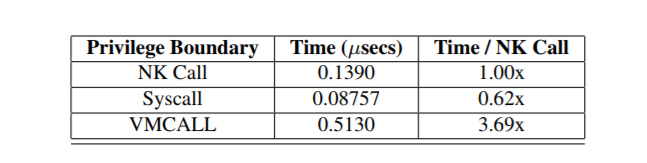 Privilege Boundary Time (μsecs) Time / NK Call
NK Call 0.1390 1.00x
Syscall 0.08757 0.62x
VMCALL 0.5130 3.69x